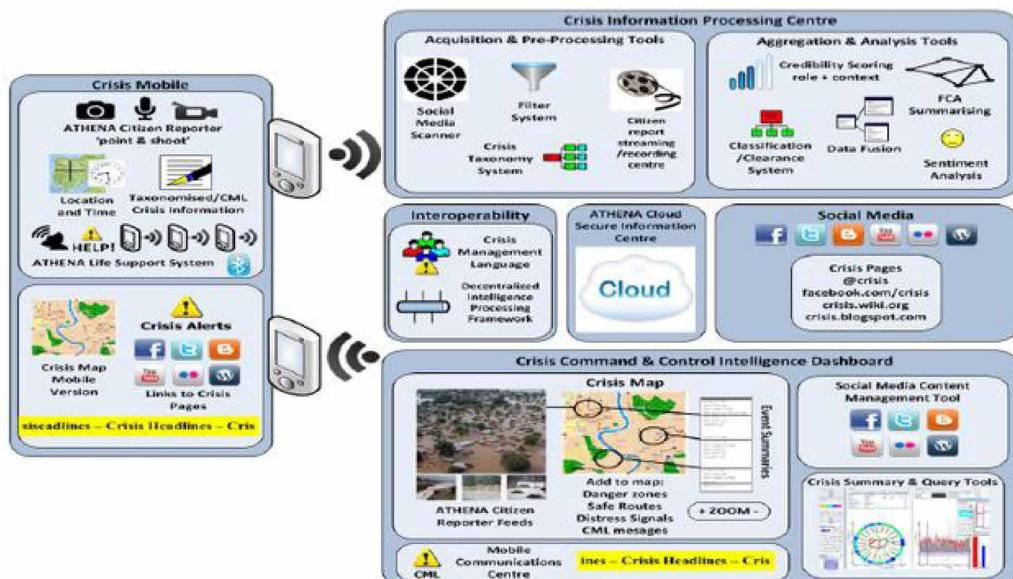 Crisis Mobile
ATHENA Citizen Reporter
'point & shoot'
Location
and Time
Taxonomised/CML
Crisis Information
HELP!
ATHENA Life Support System
Crisis Map
Mobile
Version
Crisis Alerts
You
Tube
Links to Crisis
Pages
siseadlines – Crisis Headlines – Cris
Crisis Information Processing Centre
Acquisition & Pre-Processing Tools
Social
Media
Scanner
Filter
System
Crisis
Taxonomy
System
Citizen
report
streaming
/recording
centre
Aggregation & Analysis Tools
Credibility Scoring
role + context
FCA
Summarising
Classification
/Clearance
System
Data Fusion
Sentiment
Analysis
Interoperability
Crisis
Management
Language
Decentralized
Intelligence
Processing
Framework
ATHENA Cloud
Secure Information
Centre
Cloud
Social Media
You
Tube
Crisis Pages
@crisis
facebook.com/crisis
crisis.wiki.org
crisis.blogspot.com
Crisis Command & Control Intelligence Dashboard
Crisis Map
Event Summaries
ATHENA Citizen
Reporter Feeds
Add to map:
Danger zones
Safe Routes
Distress Signals
CML mesages
+ ZOOM -
CML
Mobile
Communications
Centre
ines – Crisis Headlines – Cris
Social Media Content
Management Tool
You
Tube
Crisis Summary & Query Tools